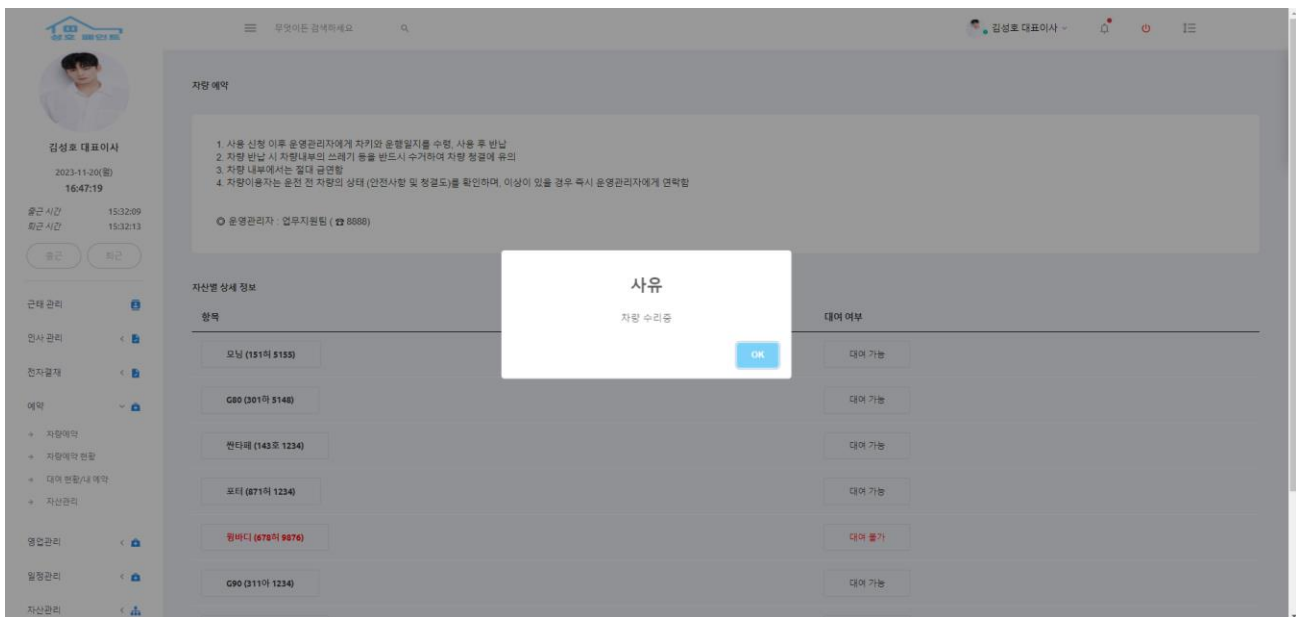 성호 페인트
무엇이든 검색하세요
김성호 대표이사
김성호 대표이사
2023-11-20(월)
16:47:19
출근 시간 15:32:09
퇴근 시간 15:32:13
출근 퇴근
근태 관리
인사 관리
전자결재
예약
차량예약
차량예약 현황
대여 현황/내 예약
자산관리
영업관리
일정관리
자산관리
차량 예약
1. 사용 신청 이후 운영관리자에게 차키와 운행일지를 수령, 사용 후 반납
2. 차량 반납 시 차량내부의 쓰레기 등을 반드시 수거하여 차량 청결에 유의
3. 차량 내부에서는 절대 금연함
4. 차량이용자는 운전 전 차량의 상태 (안전사항 및 청결도)를 확인하며, 이상이 있을 경우 즉시 운영관리자에게 연락함
◎ 운영관리자 : 업무지원팀 ( ☎ 8888)
자산별 상세 정보
항목 대여 여부
모닝 (151허 5155) 대여 가능
G80 (301하 5148) 대여 가능
싼타페 (143호 1234) 대여 가능
포터 (871허 1234) 대여 가능
윙바디 (678허 9876) 대여 불가
G90 (311아 1234) 대여 가능
사유
차량 수리중
OK